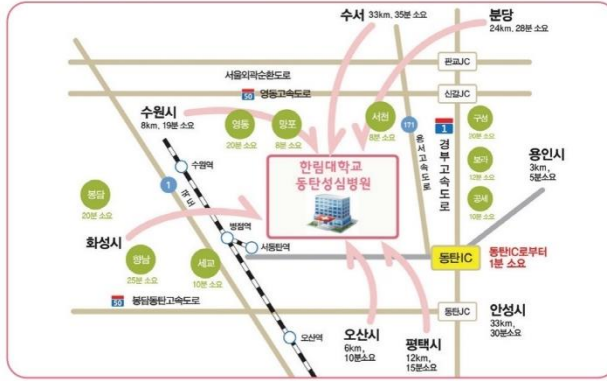 수서 33km, 35분 소요
분당
24km, 28분 소요
판교JC
서울외곽순환도로
신갈JC
50 영동고속도로
수원시
8km, 19분 소요
영통
20분 소요
망포
8분 소요
서천
8분 소요
171
용서고속도로
1
경부고속도로
구성
20분 소요
보라
12분 소요
공세
10분 소요
용인시
3km,
5분소요
수원역
한림대학교
동탄성심병원
봉담
20분 소요
1
국도
병점역
서동탄역
화성시
향남
25분 소요
세교
10분 소요
동탄IC
동탄IC로부터
1분 소요
50 봉담동탄고속도로
동탄JC
안성시
33km,
30분소요
오산역
오산시
6km,
10분소요
평택시
12km,
15분소요